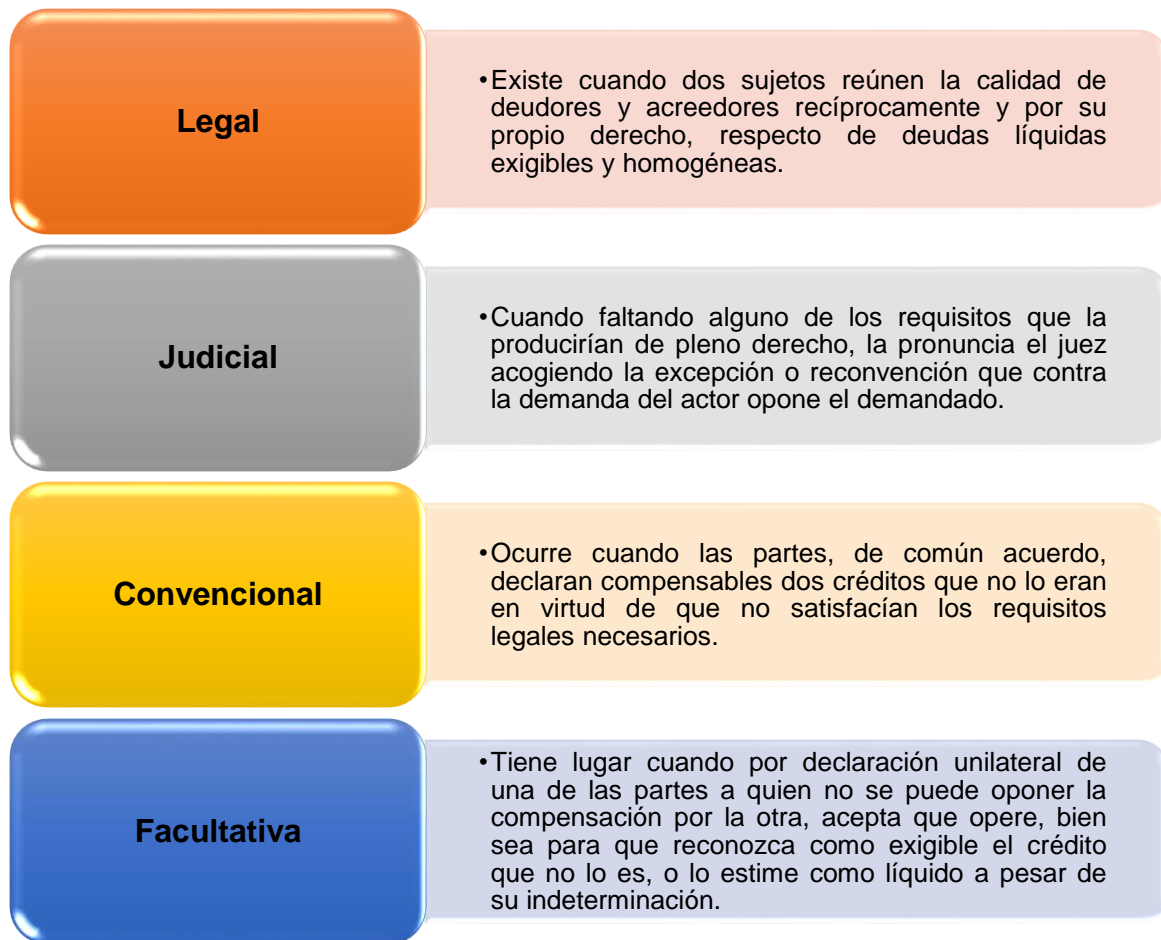 Legal
•Existe cuando dos sujetos reúnen la calidad de
deudores y acreedores recíprocamente y por su
propio derecho, respecto de deudas líquidas
exigibles y homogéneas.
Judicial
•Cuando faltando alguno de los requisitos que la
producirían de pleno derecho, la pronuncia el juez
acogiendo la excepción o reconvención que contra
la demanda del actor opone el demandado.
Convencional
•Ocurre cuando las partes, de común acuerdo,
declaran compensables dos créditos que no lo eran
en virtud de que no satisfacían los requisitos
legales necesarios.
Facultativa
•Tiene lugar cuando por declaración unilateral de
una de las partes a quien no se puede oponer la
compensación por la otra, acepta que opere, bien
sea para que reconozca como exigible el crédito
que no lo es, o lo estime como líquido a pesar de
su indeterminación.